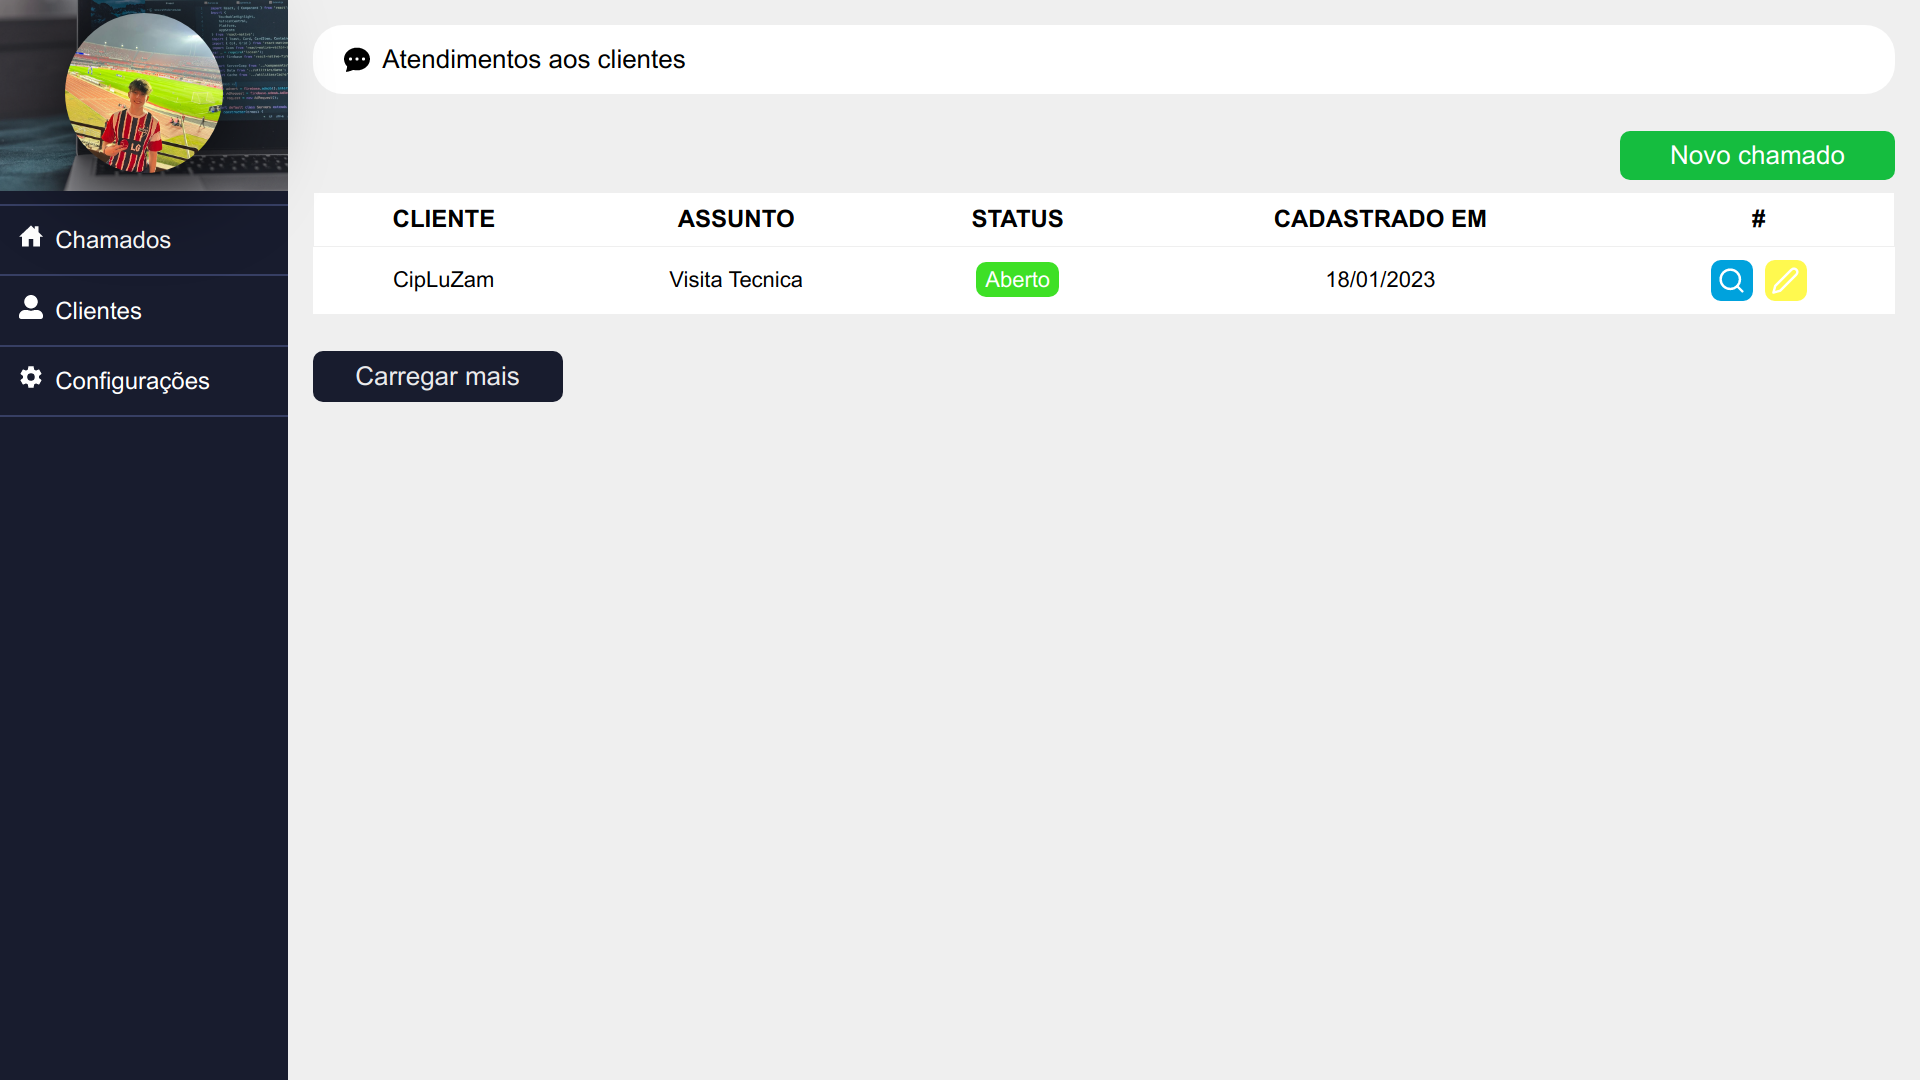 Chamados
Clientes
Configurações
Atendimentos aos clientes
Novo chamado
CLIENTE ASSUNTO STATUS CADASTRADO EM #
CipLuZam Visita Tecnica Aberto 18/01/2023
Carregar mais
LG